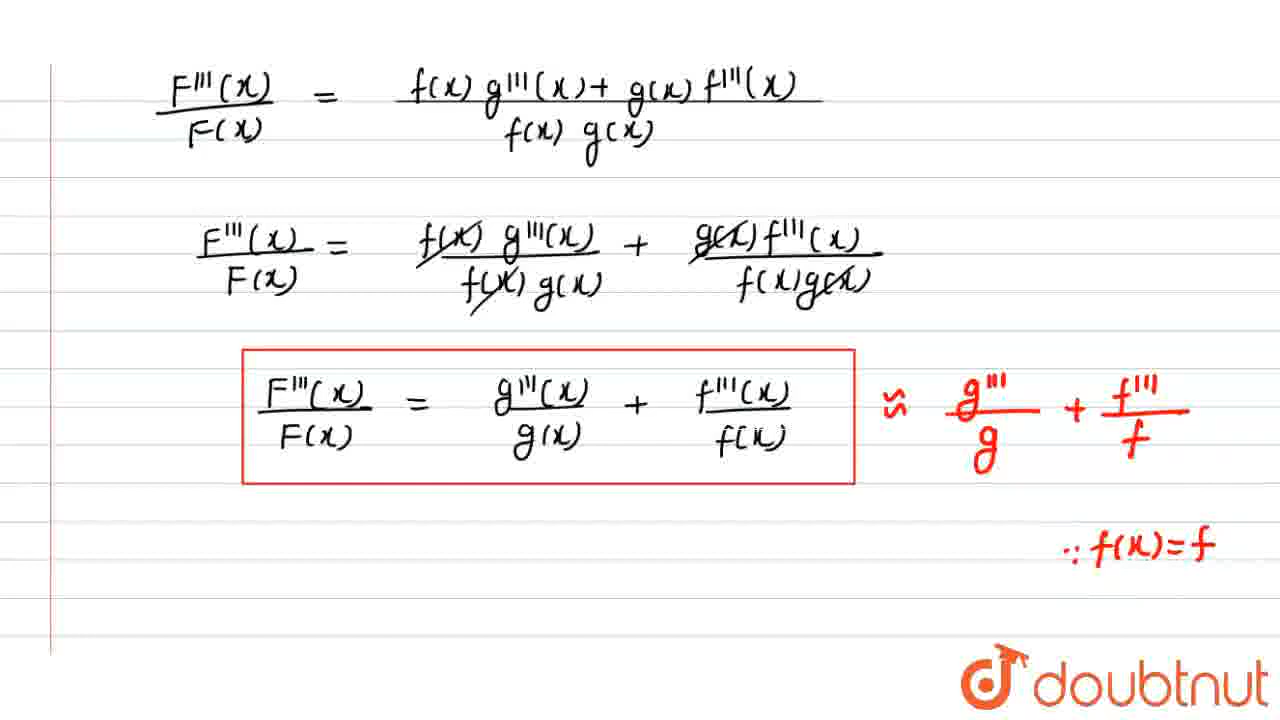 F'''(x) / F(x) = f(x) g'''(x) + g(x) f'''(x) / f(x) g(x)
F'''(x) / F(x) = f(x) g'''(x) / f(x) g(x) + g(x) f'''(x) / f(x) g(x)
F'''(x) / F(x) = g'''(x) / g(x) + f'''(x) / f(x) ≈ g''' / g + f''' / f
∵ f(x) = f
doubtnut